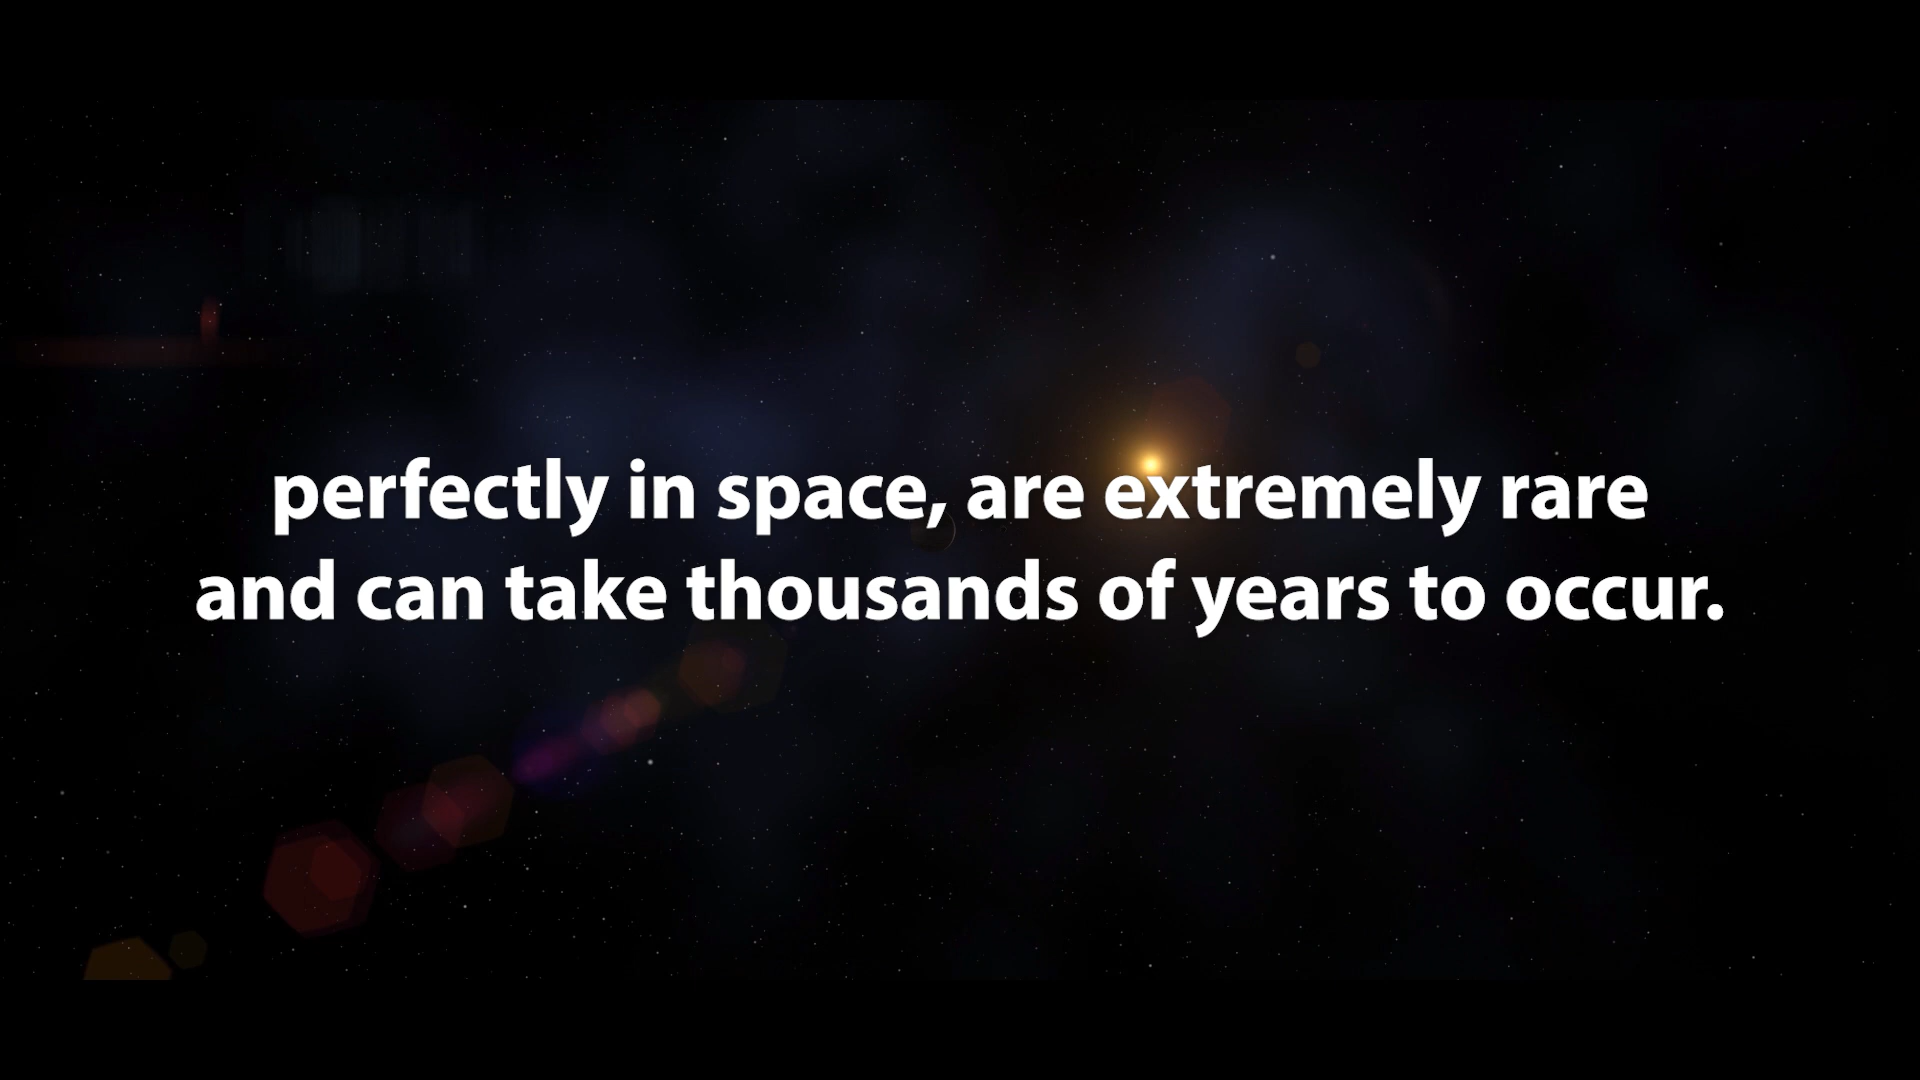 perfectly in space, are extremely rare
and can take thousands of years to occur.